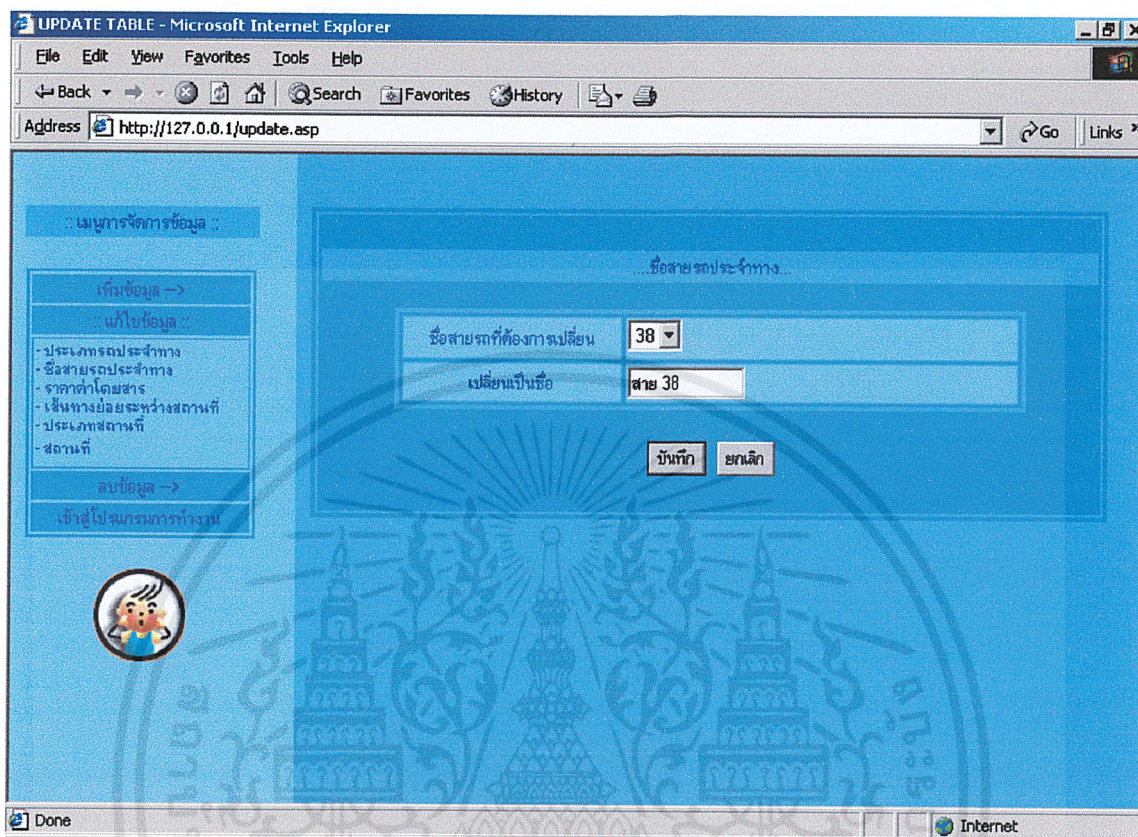 UPDATE TABLE - Microsoft Internet Explorer
File Edit View Favorites Tools Help
Back Search Favorites History
Address http://127.0.0.1/update.asp Go Links »
:: เมนูการจัดการข้อมูล ::
เพิ่มข้อมูล -->
:: แก้ไขข้อมูล ::
- ประเภทรถประจำทาง
- ชื่อสายรถประจำทาง
- ราคาค่าโดยสาร
- เส้นทางย่อยระหว่างสถานที่
- ประเภทสถานที่
- สถานที่
ลบข้อมูล -->
เข้าสู่โปรแกรมการทำงาน
....ชื่อสายรถประจำทาง...
ชื่อสายรถที่ต้องการเปลี่ยน 38
เปลี่ยนเป็นชื่อ สาย 38
บันทึก ยกเลิก
Done Internet